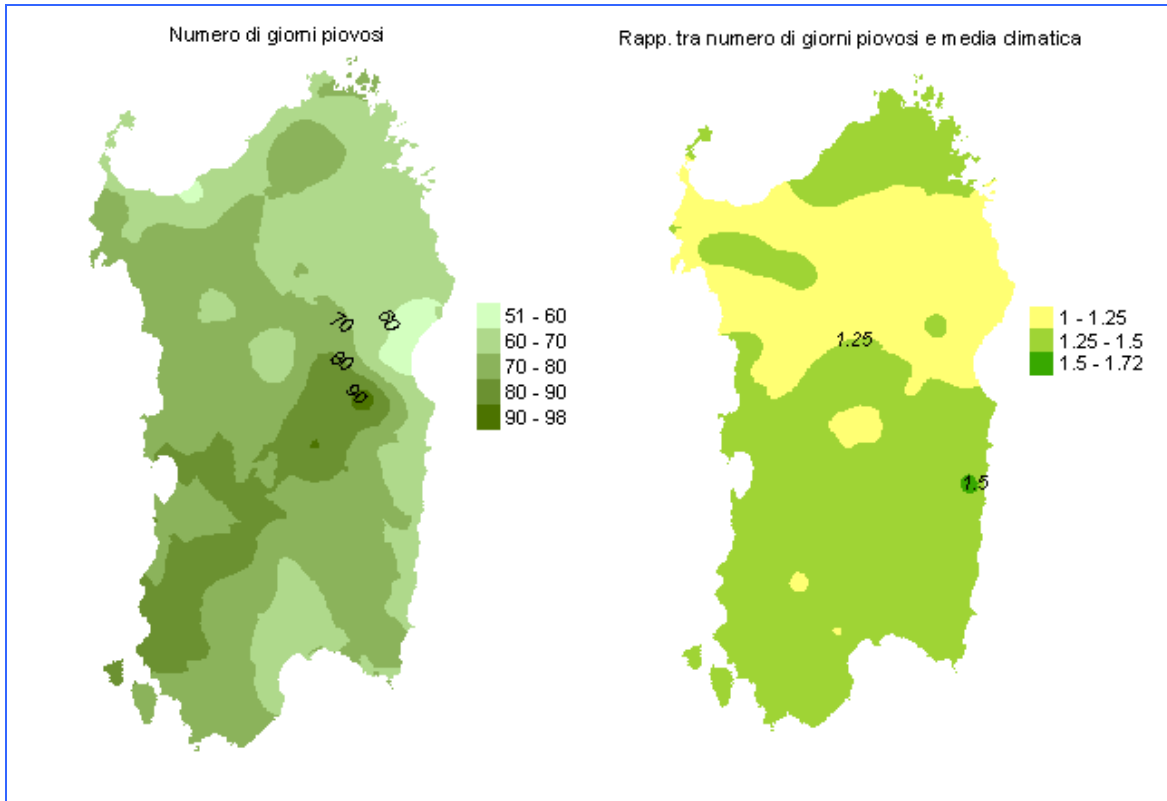 Numero di giorni piovosi
Rapp. tra numero di giorni piovosi e media climatica
51 - 60
60 - 70
70 - 80
80 - 90
90 - 98
70
60
80
90
1 - 1.25
1.25 - 1.5
1.5 - 1.72
1.25
1.5